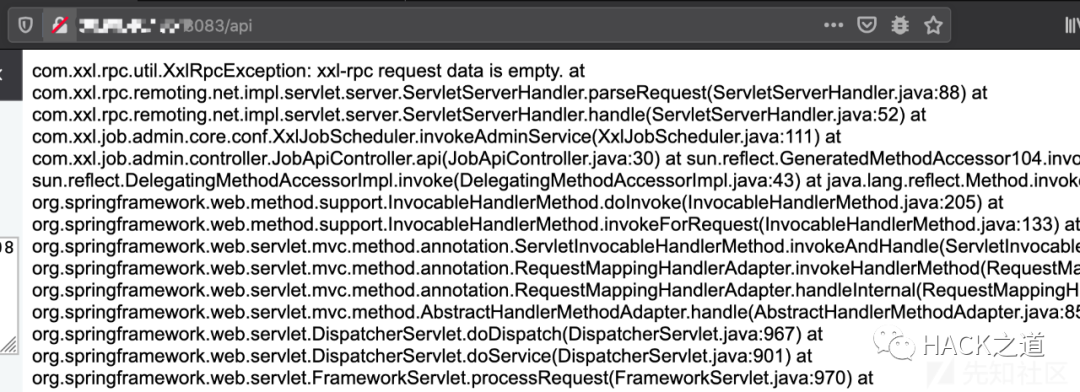 8083/api
com.xxl.rpc.util.XxlRpcException: xxl-rpc request data is empty. at
com.xxl.rpc.remoting.net.impl.servlet.server.ServletServerHandler.parseRequest(ServletServerHandler.java:88) at
com.xxl.rpc.remoting.net.impl.servlet.server.ServletServerHandler.handle(ServletServerHandler.java:52) at
com.xxl.job.admin.core.conf.XxlJobScheduler.invokeAdminService(XxlJobScheduler.java:111) at
com.xxl.job.admin.controller.JobApiController.api(JobApiController.java:30) at sun.reflect.GeneratedMethodAccessor104.invo
sun.reflect.DelegatingMethodAccessorImpl.invoke(DelegatingMethodAccessorImpl.java:43) at java.lang.reflect.Method.invoke
org.springframework.web.method.support.InvocableHandlerMethod.doInvoke(InvocableHandlerMethod.java:205) at
org.springframework.web.method.support.InvocableHandlerMethod.invokeForRequest(InvocableHandlerMethod.java:133) at
org.springframework.web.servlet.mvc.method.annotation.ServletInvocableHandlerMethod.invokeAndHandle(ServletInvocable
98
org.springframework.web.servlet.mvc.method.annotation.RequestMappingHandlerAdapter.invokeHandlerMethod(RequestMa
org.springframework.web.servlet.mvc.method.annotation.RequestMappingHandlerAdapter.handleInternal(RequestMappingH
org.springframework.web.servlet.mvc.method.AbstractHandlerMethodAdapter.handle(AbstractHandlerMethodAdapter.java:85
org.springframework.web.servlet.DispatcherServlet.doDispatch(DispatcherServlet.java:967) at
org.springframework.web.servlet.DispatcherServlet.doService(DispatcherServlet.java:901) at
org.springframework.web.servlet.FrameworkServlet.processRequest(FrameworkServlet.java:970) at
HACK之道
先知社区